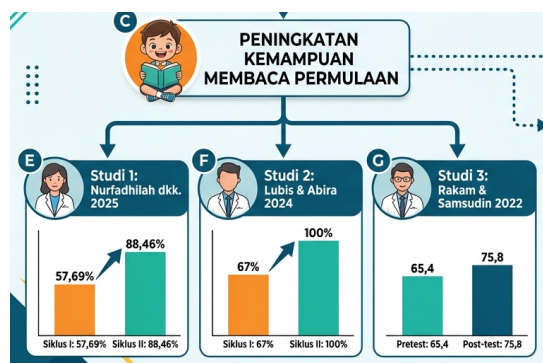 C
PENINGKATAN
KEMAMPUAN
MEMBACA PERMULAAN
E
Studi 1:
Nurfadhilah dkk.
2025
57,69%
88,46%
Siklus I: 57,69% Siklus II: 88,46%
F
Studi 2:
Lubis & Abira
2024
67%
100%
Siklus I: 67% Siklus II: 100%
G
Studi 3:
Rakam &
Samsudin 2022
65,4
75,8
Pretest: 65,4 Post-test: 75,8